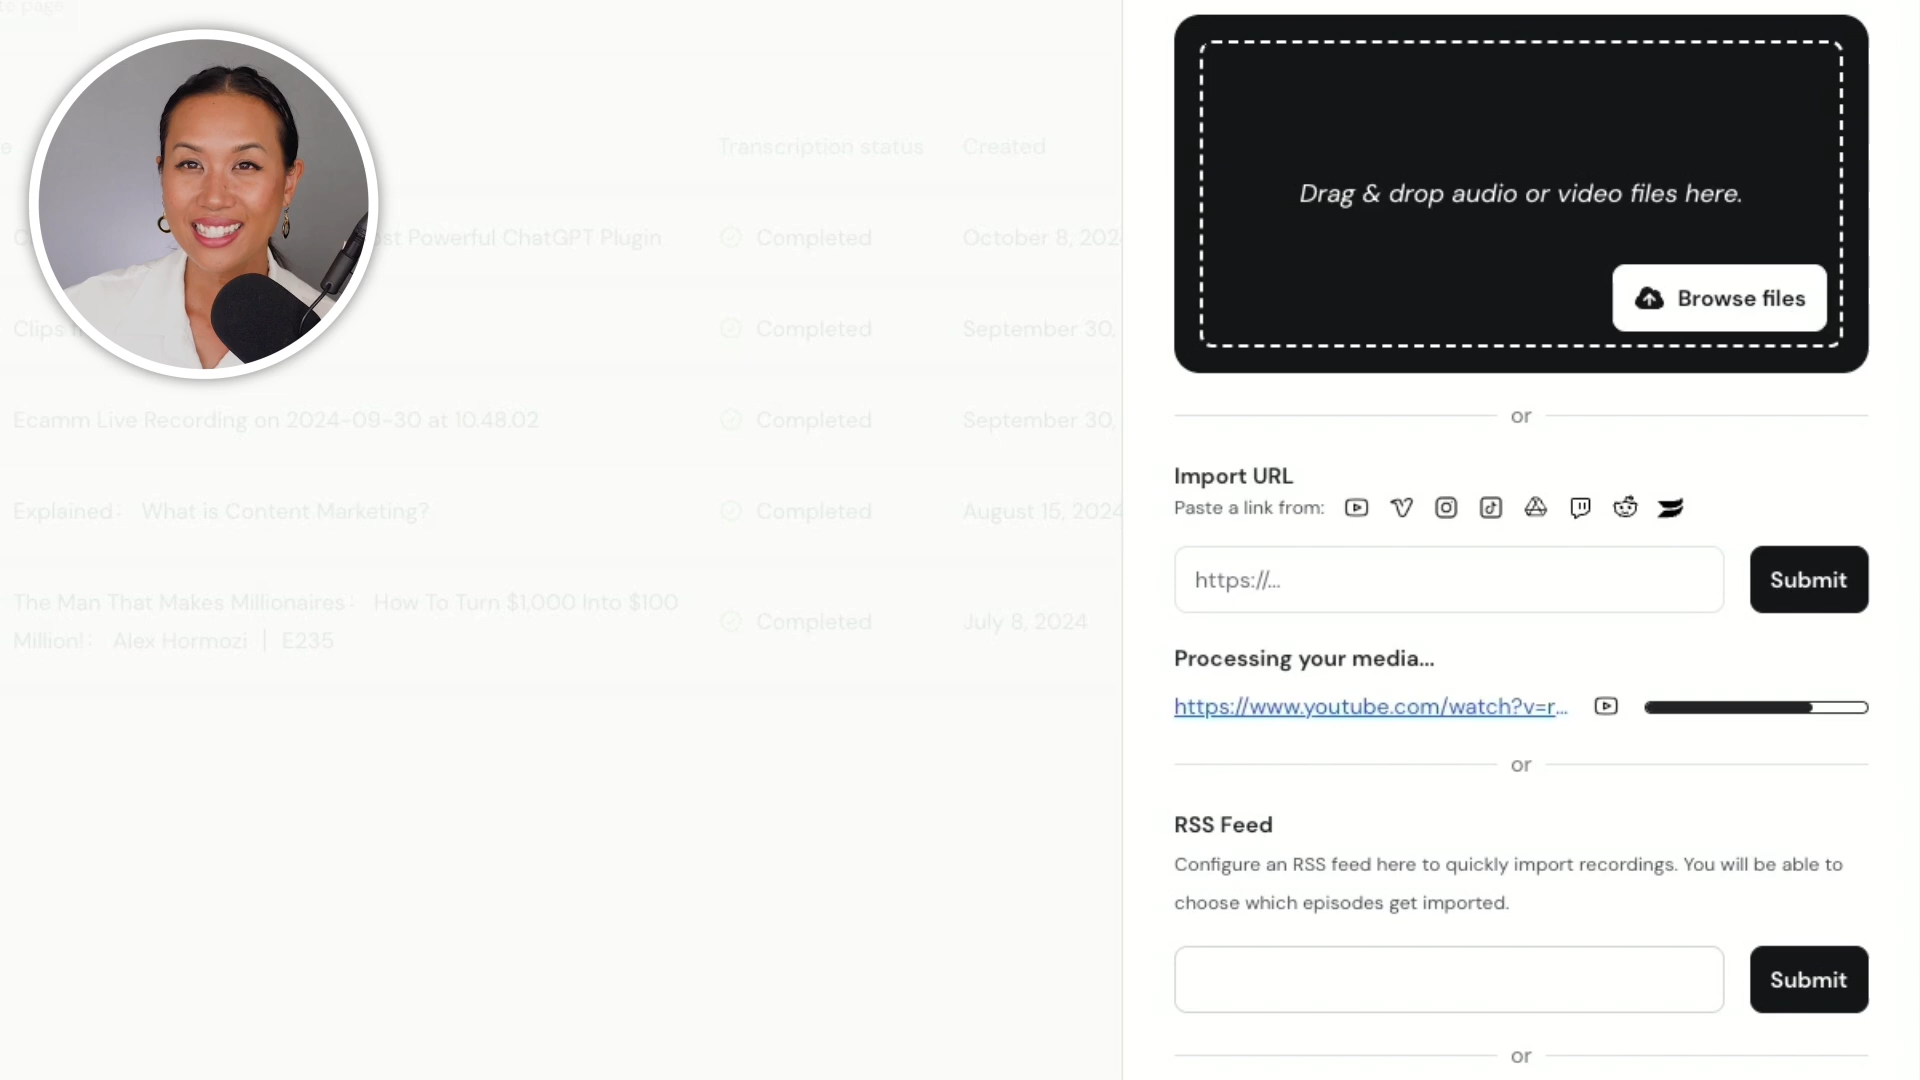 te page
e
Transcription status
Created
ost Powerful ChatGPT Plugin
Completed
October 8, 202
Clips
Completed
September 30,
Ecamm Live Recording on 2024-09-30 at 10.48.02
Completed
September 30,
Explained: What is Content Marketing?
Completed
August 15, 2024
The Man That Makes Millionaires: How To Turn $1,000 Into $100
Million!: Alex Hormozi | E235
Completed
July 8, 2024
Drag & drop audio or video files here.
Browse files
or
Import URL
Paste a link from:
https://...
Submit
Processing your media...
https://www.youtube.com/watch?v=r...
or
RSS Feed
Configure an RSS feed here to quickly import recordings. You will be able to
choose which episodes get imported.
Submit
or